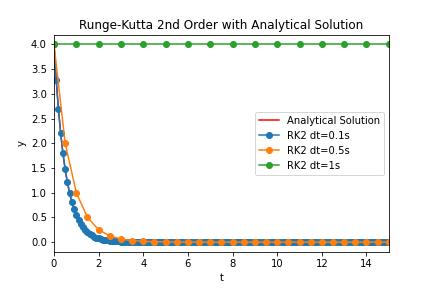 Runge-Kutta 2nd Order with Analytical Solution
4.0
3.5
3.0
2.5
2.0
1.5
1.0
0.5
0.0
y
Analytical Solution
RK2 dt=0.1s
RK2 dt=0.5s
RK2 dt=1s
0 2 4 6 8 10 12 14
t